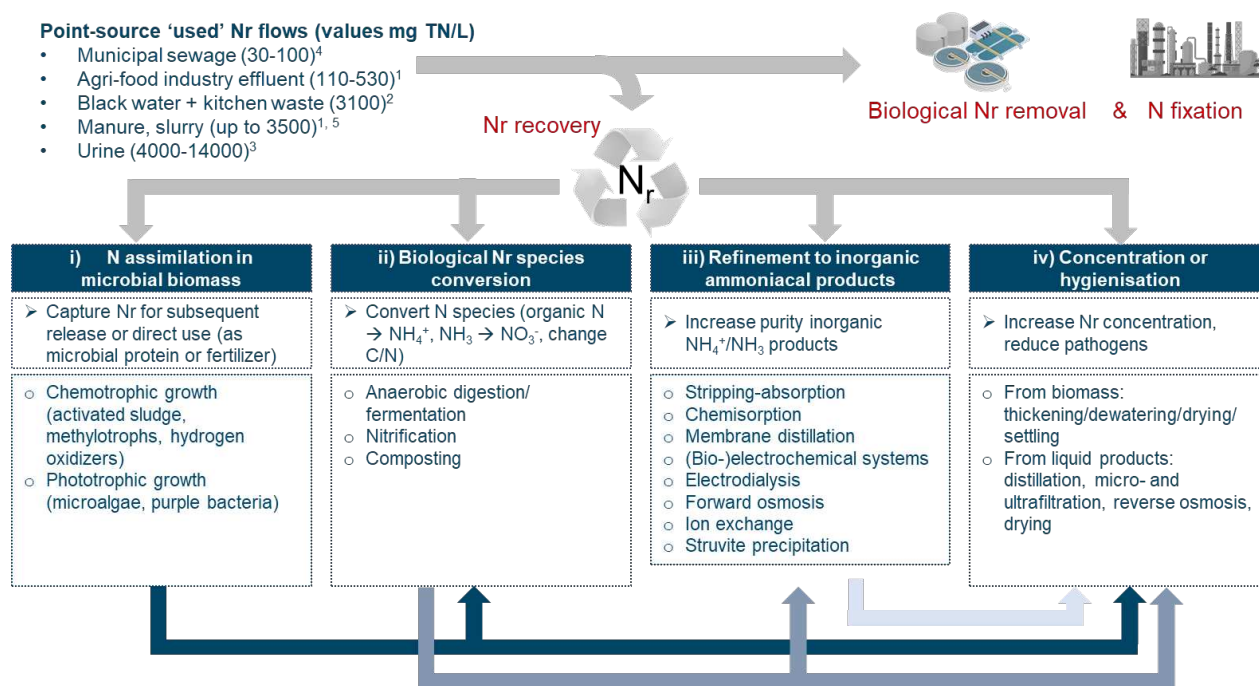 Point-source ‘used’ Nr flows (values mg TN/L)
• Municipal sewage (30-100)⁴
• Agri-food industry effluent (110-530)¹
• Black water + kitchen waste (3100)²
• Manure, slurry (up to 3500)¹˒ ⁵
• Urine (4000-14000)³
Biological Nr removal & N fixation
Nr recovery
Nᵣ
i) N assimilation in
microbial biomass
➢ Capture Nr for subsequent
release or direct use (as
microbial protein or fertilizer)
o Chemotrophic growth
(activated sludge,
methylotrophs, hydrogen
oxidizers)
o Phototrophic growth
(microalgae, purple bacteria)
ii) Biological Nr species
conversion
➢ Convert N species (organic N
→ NH₄⁺, NH₃ → NO₃⁻, change
C/N)
o Anaerobic digestion/
fermentation
o Nitrification
o Composting
iii) Refinement to inorganic
ammoniacal products
➢ Increase purity inorganic
NH₄⁺/NH₃ products
o Stripping-absorption
o Chemisorption
o Membrane distillation
o (Bio-)electrochemical systems
o Electrodialysis
o Forward osmosis
o Ion exchange
o Struvite precipitation
iv) Concentration or
hygienisation
➢ Increase Nr concentration,
reduce pathogens
o From biomass:
thickening/dewatering/drying/
settling
o From liquid products:
distillation, micro- and
ultrafiltration, reverse osmosis,
drying